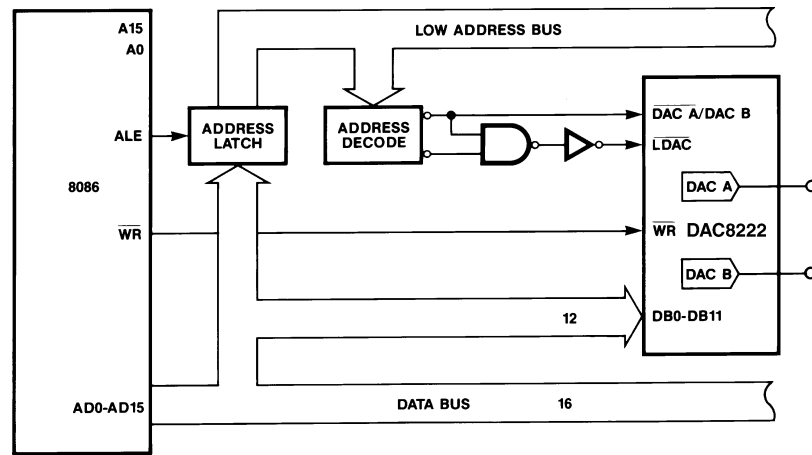 A15
A0
LOW ADDRESS BUS
ALE
ADDRESS
LATCH
ADDRESS
DECODE
DAC A/DAC B
LDAC
8086
DAC A
WR
WR DAC8222
DAC B
12
DB0-DB11
AD0-AD15
DATA BUS 16